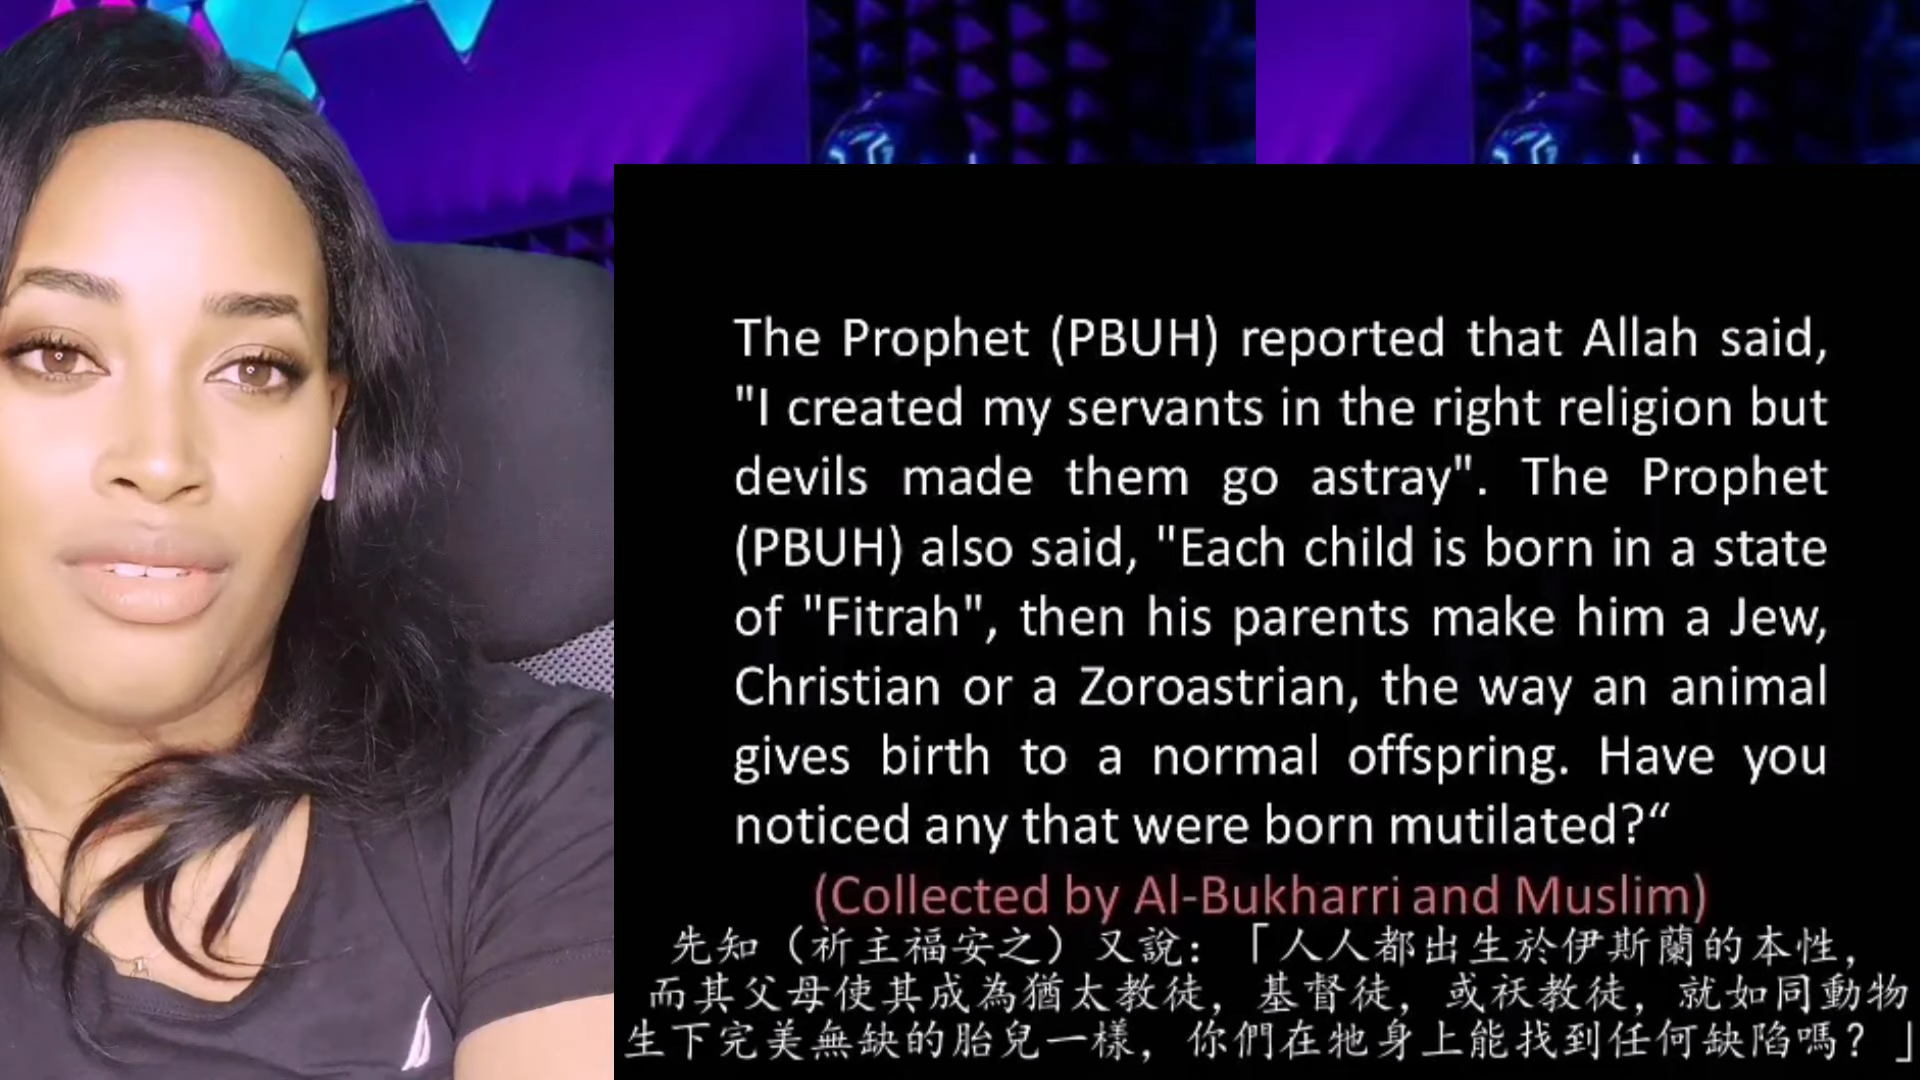 The Prophet (PBUH) reported that Allah said,
"I created my servants in the right religion but
devils made them go astray". The Prophet
(PBUH) also said, "Each child is born in a state
of "Fitrah", then his parents make him a Jew,
Christian or a Zoroastrian, the way an animal
gives birth to a normal offspring. Have you
noticed any that were born mutilated?“
(Collected by Al-Bukharri and Muslim)
先知（祈主福安之）又說：「人人都出生於伊斯蘭的本性，
而其父母使其成為猶太教徒，基督徒，或祆教徒，就如同動物
生下完美無缺的胎兒一樣，你們在牠身上能找到任何缺陷嗎？」